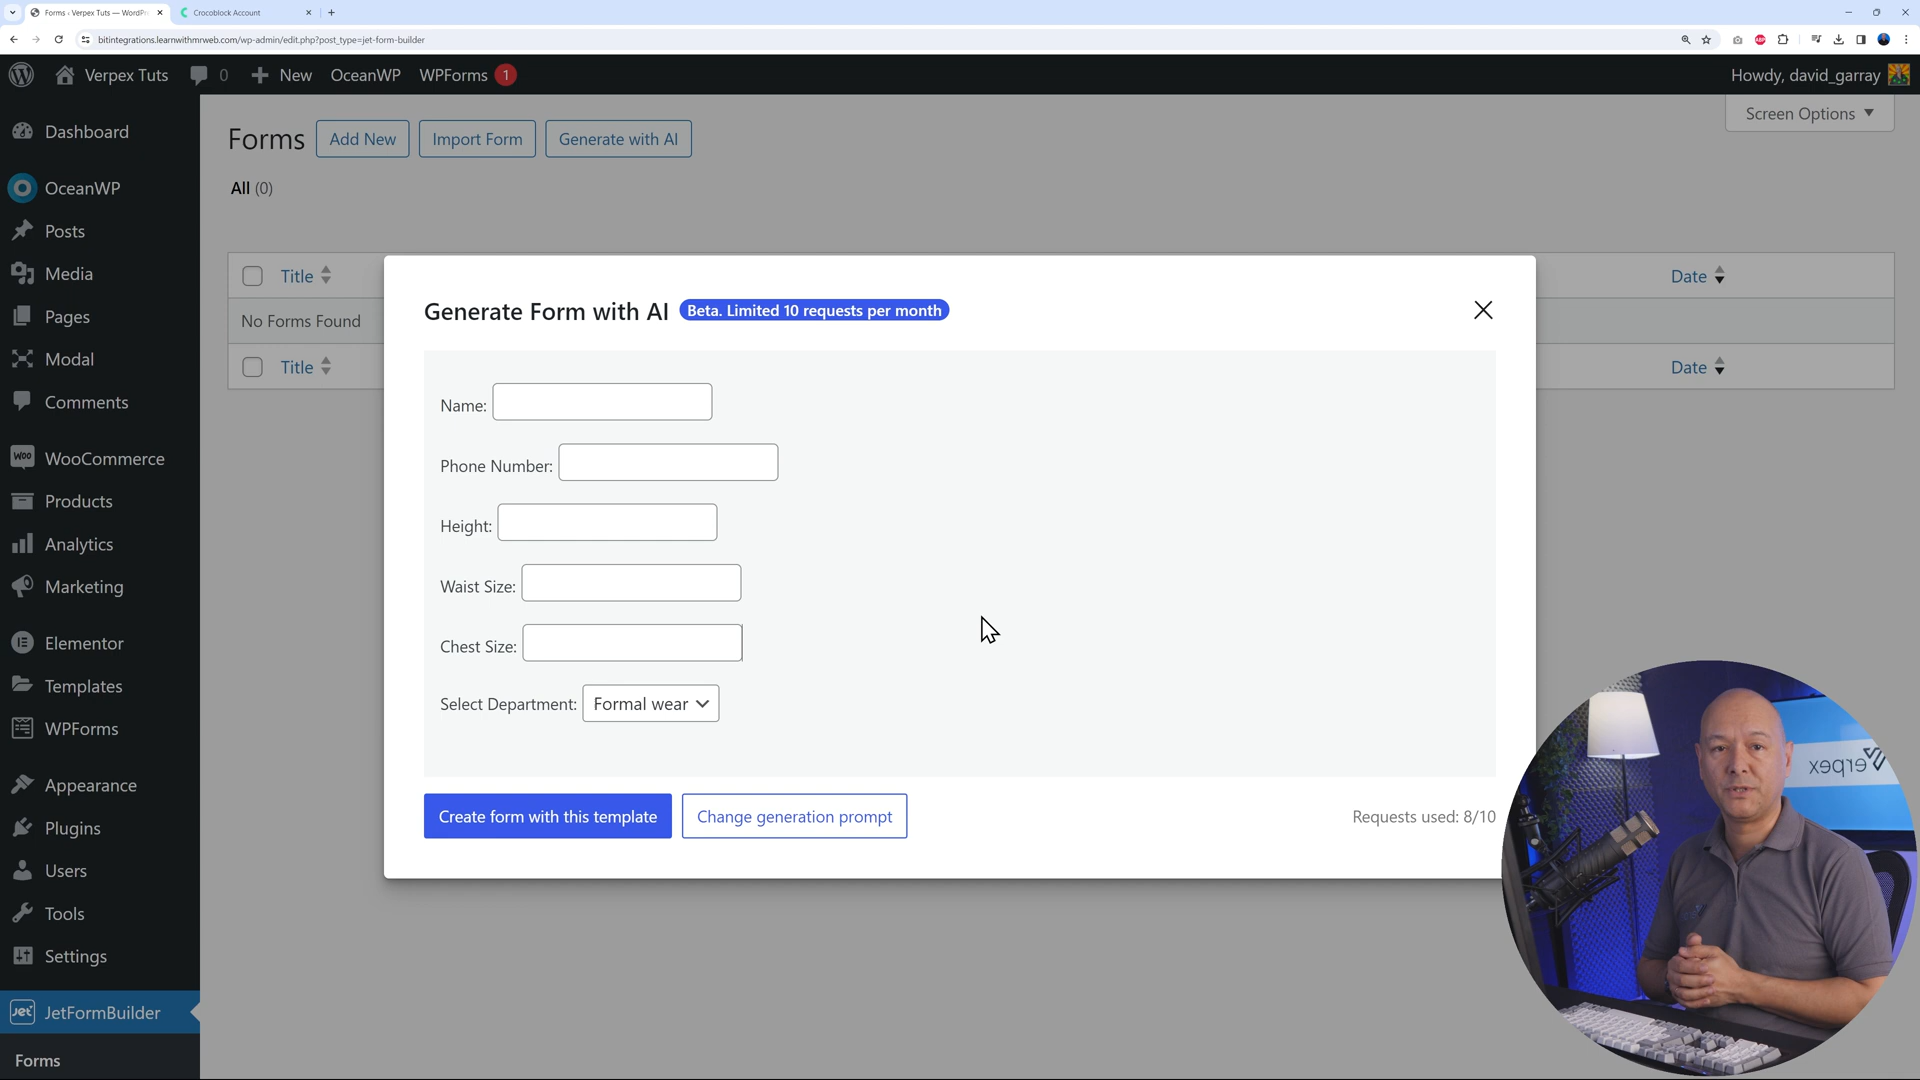 Forms ‹ Verpex Tuts — WordPr
Crocoblock Account
bitintegrations.learnwithmrweb.com/wp-admin/edit.php?post_type=jet-form-builder
ABP
Verpex Tuts
0
New
OceanWP
WPForms
1
Howdy, david_garray
Screen Options
Dashboard
OceanWP
Posts
Media
Pages
Modal
Comments
Woo
WooCommerce
Products
Analytics
Marketing
Elementor
Templates
WPForms
Appearance
Plugins
Users
Tools
Settings
Jet
JetFormBuilder
Forms
Forms
Add New
Import Form
Generate with AI
All (0)
Title
Date
No Forms Found
Title
Date
Generate Form with AI
Beta. Limited 10 requests per month
Name:
Phone Number:
Height:
Waist Size:
Chest Size:
Select Department:
Formal wear
Create form with this template
Change generation prompt
Requests used: 8/10
erpex